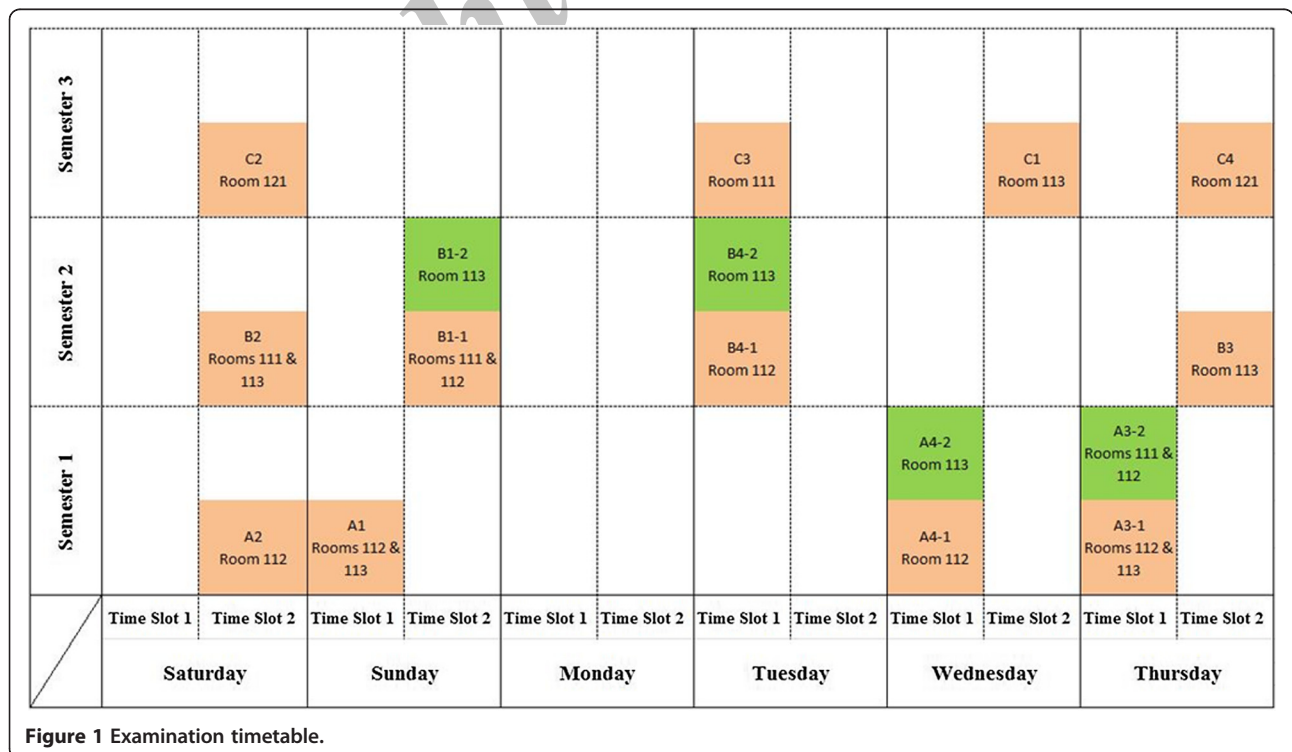 Semester 3
C2
Room 121
C3
Room 111
C1
Room 113
C4
Room 121
Semester 2
B1-2
Room 113
B4-2
Room 113
B2
Rooms 111 &
113
B1-1
Rooms 111 &
112
B4-1
Room 112
B3
Room 113
Semester 1
A4-2
Room 113
A3-2
Rooms 111 &
112
A2
Room 112
A1
Rooms 112 &
113
A4-1
Room 112
A3-1
Rooms 112 &
113
Time Slot 1 Time Slot 2 Time Slot 1 Time Slot 2 Time Slot 1 Time Slot 2 Time Slot 1 Time Slot 2 Time Slot 1 Time Slot 2 Time Slot 1 Time Slot 2
Saturday Sunday Monday Tuesday Wednesday Thursday
Figure 1 Examination timetable.